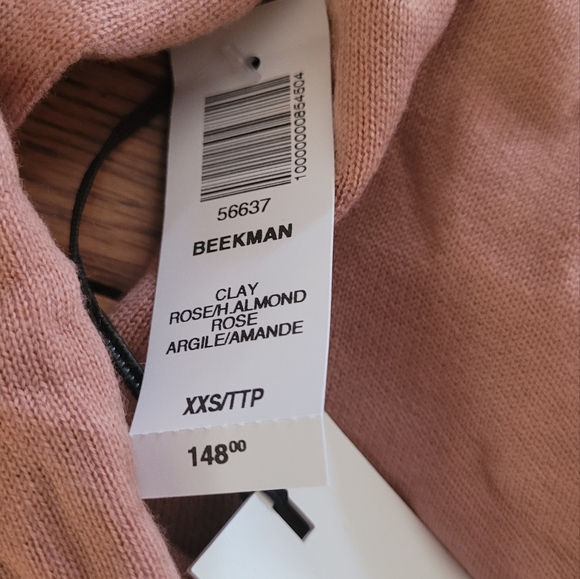 10000000854504
56637
BEEKMAN
CLAY
ROSE/H.ALMOND
ROSE
ARGILE/AMANDE
XXS/TTP
148⁰⁰